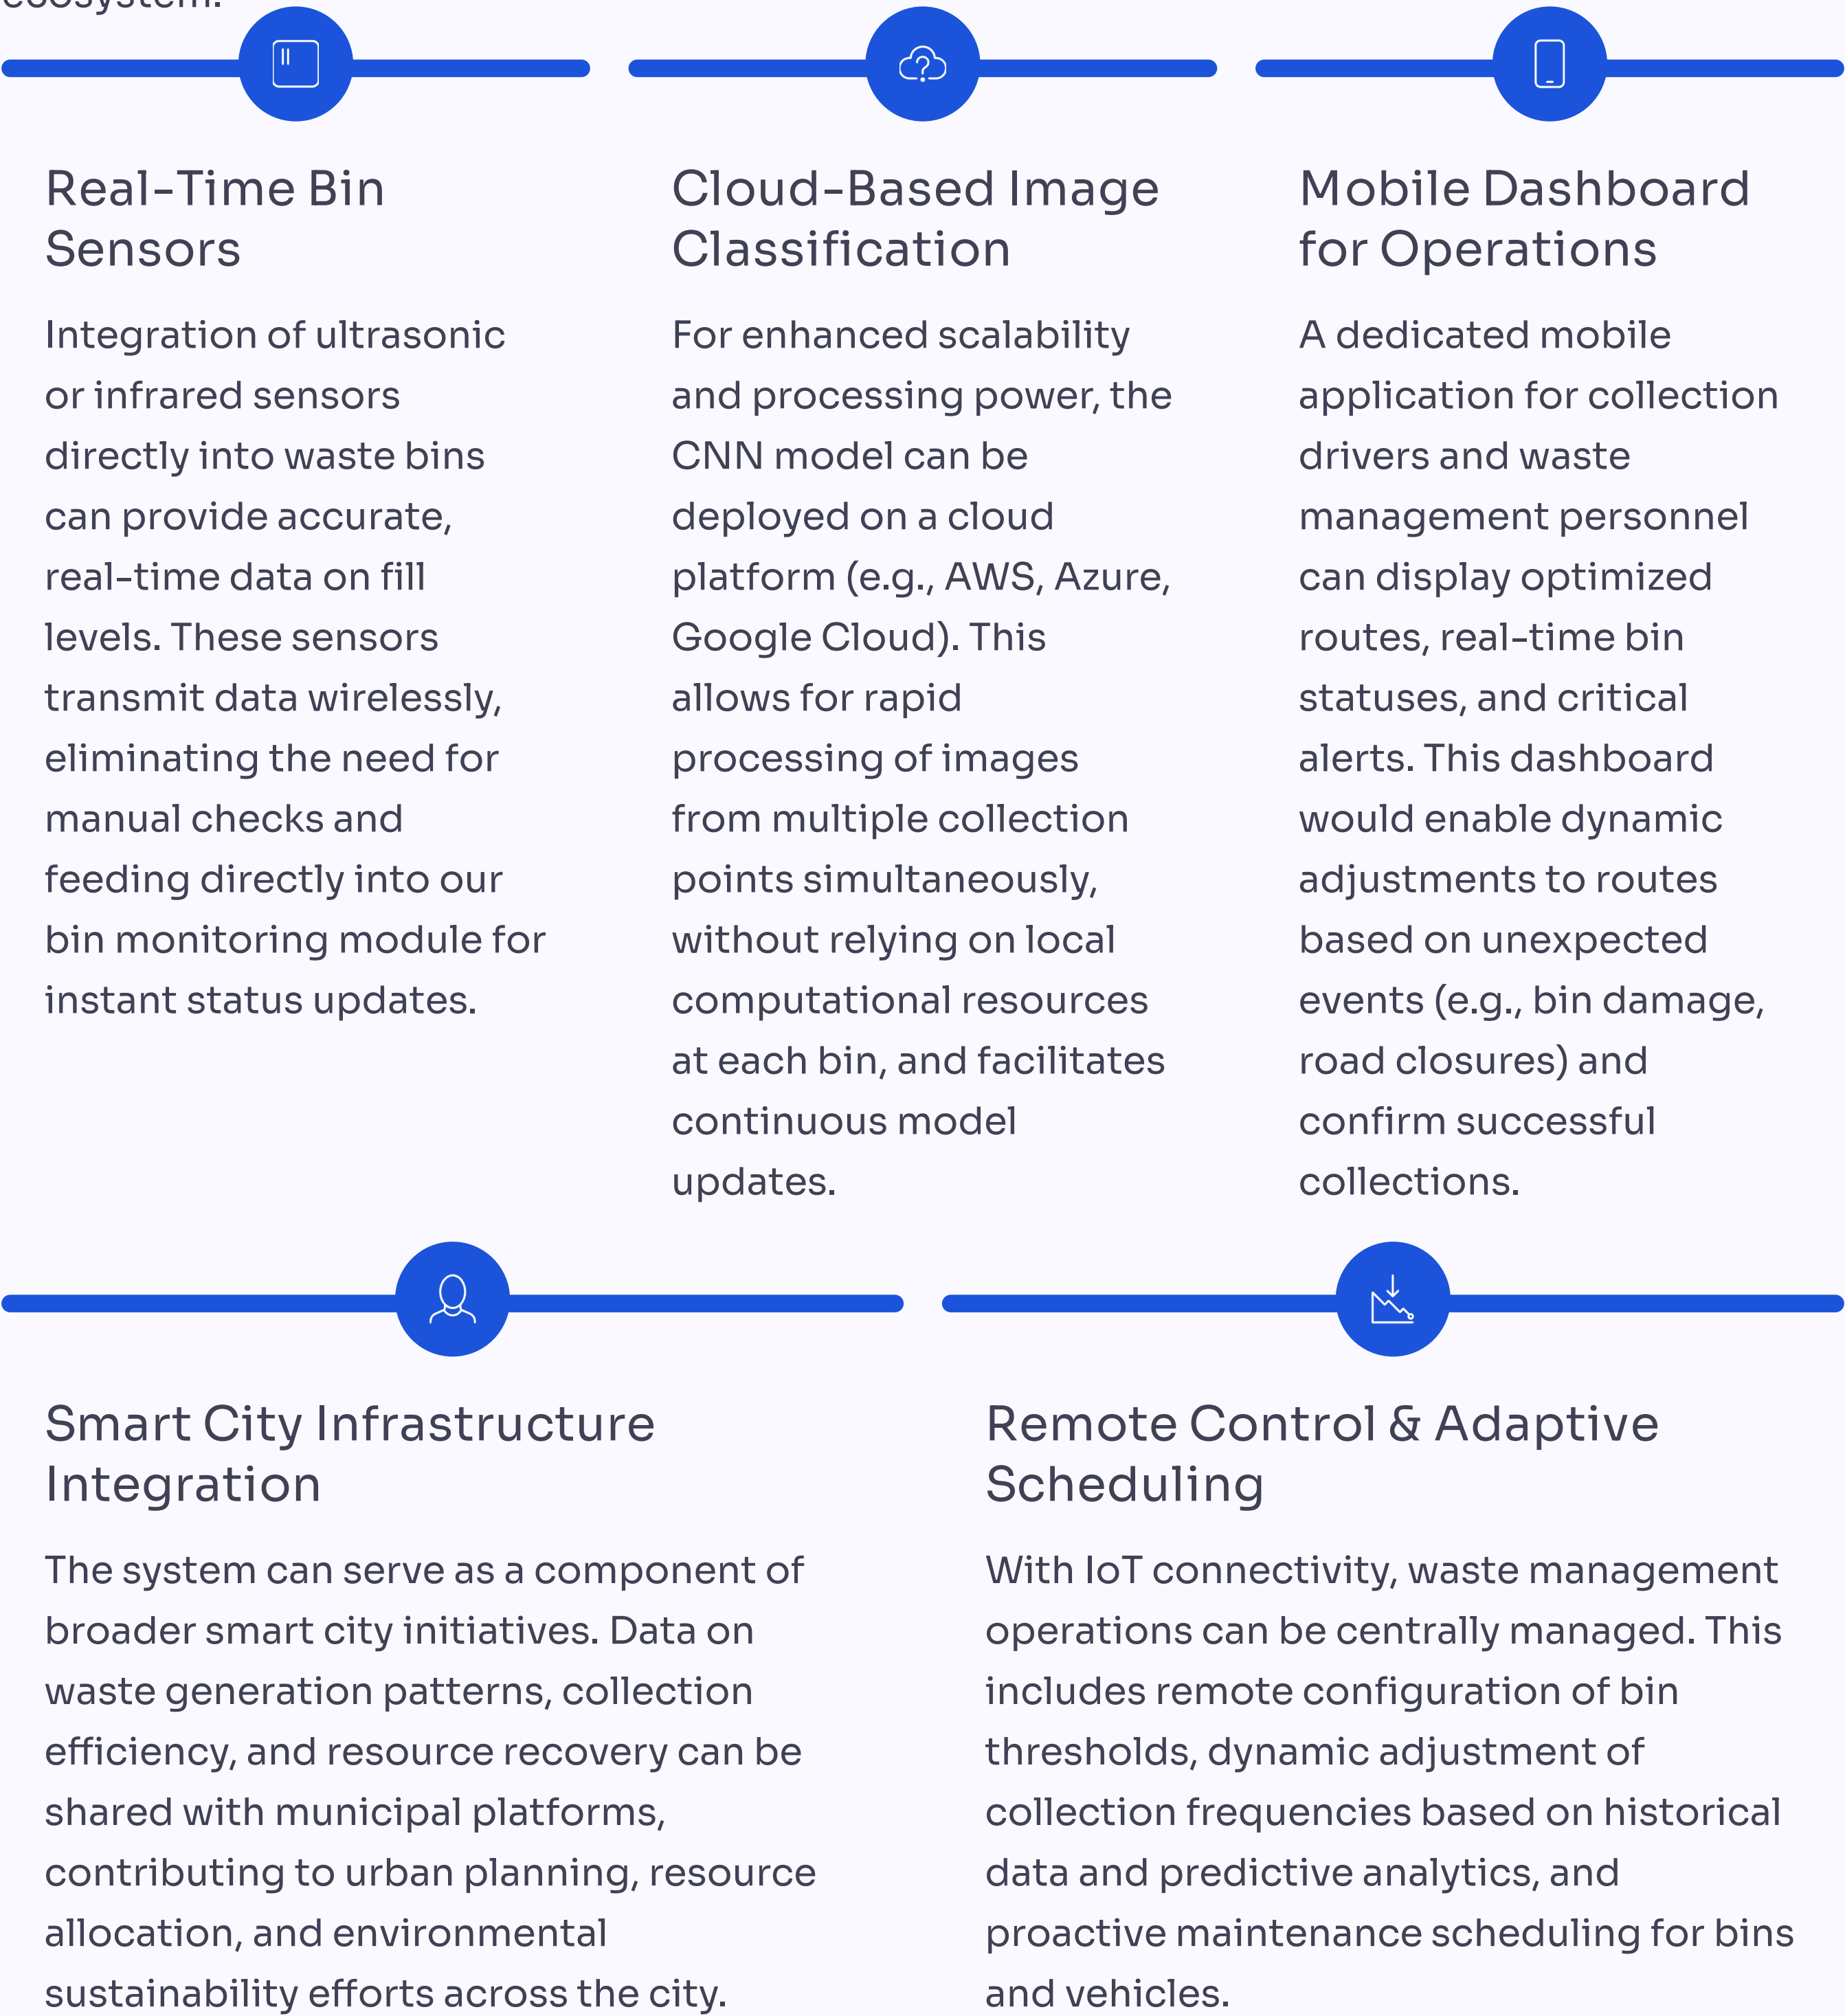 ecosystem.
Real-Time Bin
Sensors
Integration of ultrasonic
or infrared sensors
directly into waste bins
can provide accurate,
real-time data on fill
levels. These sensors
transmit data wirelessly,
eliminating the need for
manual checks and
feeding directly into our
bin monitoring module for
instant status updates.
Cloud-Based Image
Classification
For enhanced scalability
and processing power, the
CNN model can be
deployed on a cloud
platform (e.g., AWS, Azure,
Google Cloud). This
allows for rapid
processing of images
from multiple collection
points simultaneously,
without relying on local
computational resources
at each bin, and facilitates
continuous model
updates.
Mobile Dashboard
for Operations
A dedicated mobile
application for collection
drivers and waste
management personnel
can display optimized
routes, real-time bin
statuses, and critical
alerts. This dashboard
would enable dynamic
adjustments to routes
based on unexpected
events (e.g., bin damage,
road closures) and
confirm successful
collections.
Smart City Infrastructure
Integration
The system can serve as a component of
broader smart city initiatives. Data on
waste generation patterns, collection
efficiency, and resource recovery can be
shared with municipal platforms,
contributing to urban planning, resource
allocation, and environmental
sustainability efforts across the city.
Remote Control & Adaptive
Scheduling
With IoT connectivity, waste management
operations can be centrally managed. This
includes remote configuration of bin
thresholds, dynamic adjustment of
collection frequencies based on historical
data and predictive analytics, and
proactive maintenance scheduling for bins
and vehicles.